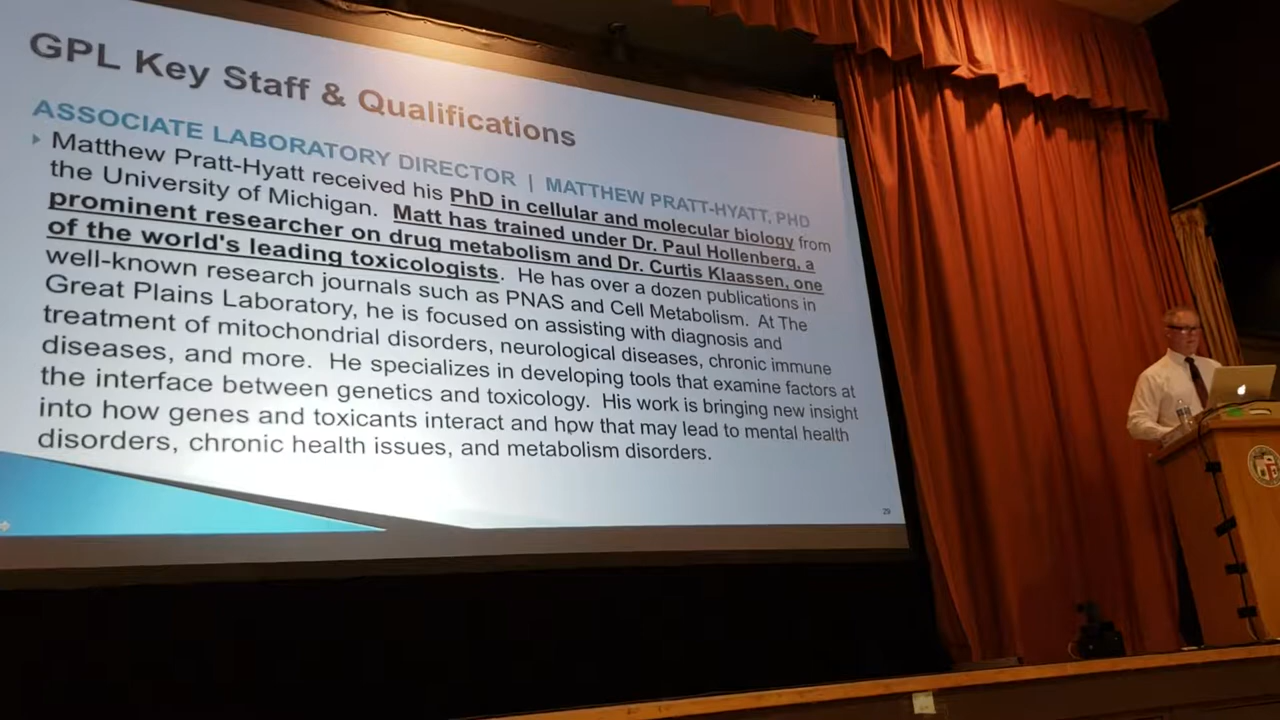 GPL Key Staff & Qualifications
ASSOCIATE LABORATORY DIRECTOR | MATTHEW PRATT-HYATT, PHD
Matthew Pratt-Hyatt received his PhD in cellular and molecular biology from
the University of Michigan. Matt has trained under Dr. Paul Hollenberg, a
prominent researcher on drug metabolism and Dr. Curtis Klaassen, one
of the world's leading toxicologists. He has over a dozen publications in
well-known research journals such as PNAS and Cell Metabolism. At The
Great Plains Laboratory, he is focused on assisting with diagnosis and
treatment of mitochondrial disorders, neurological diseases, chronic immune
diseases, and more. He specializes in developing tools that examine factors at
the interface between genetics and toxicology. His work is bringing new insight
into how genes and toxicants interact and how that may lead to mental health
disorders, chronic health issues, and metabolism disorders.
29